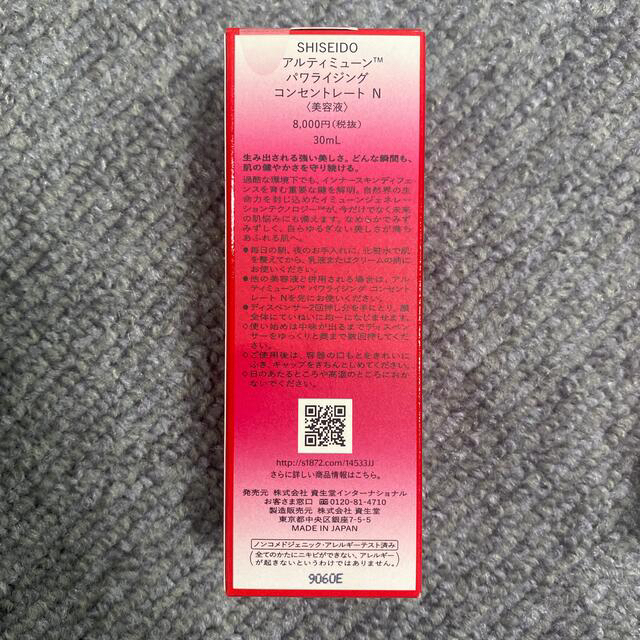 SHISEIDO
アルティミューン™
パワライジング
コンセントレート N
〈美容液〉
8,000円(税抜)
30mL
生み出される強い美しさ。どんな瞬間も、
肌の健やかさを守り続ける。
過酷な環境下でも、インナースキンディフェ
ンスを育む重要な鍵を解明。自然界の生
命力を封じ込めたイミューンジェネレー
ションテクノロジー™が、今だけでなく未来
の肌悩みにも備えます。なめらかでみず
みずしく、自らゆるぎない美しさが満ち
あふれる肌へ。
●毎日の朝、夜のお手入れに、化粧水で肌
を整えてから、乳液またはクリームの前に
お使いください。
●他の美容液と併用される場合は、アル
ティミューン™ パワライジング コンセント
レート Nを先にお使いください。
●ディスペンサー2回押し分を手にとり、顔
全体にていねいに均一になじませます。
◇使い始めは中味が出るまでディスペン
サーをゆっくりと最まで数回押してくだ
さい。
◇ご使用後は、容器の口もとをきれいに
ふき、キャップをきちんとしめてください。
◇日のあたるところや高温のところにおか
ないでください。
http://s1872.com/14533JJ
さらに詳しい商品情報はこちら。
発売元 株式会社 資生堂インターナショナル
お客さま窓口 0120-81-4710
製造販売元 株式会社 資生堂
東京都中央区銀座7-5-5
MADE IN JAPAN
ノンコメドジェニック・アレルギーテスト済み
全てのかたにニキビができない、アレルギー
が起きないというわけではありません。
9060E